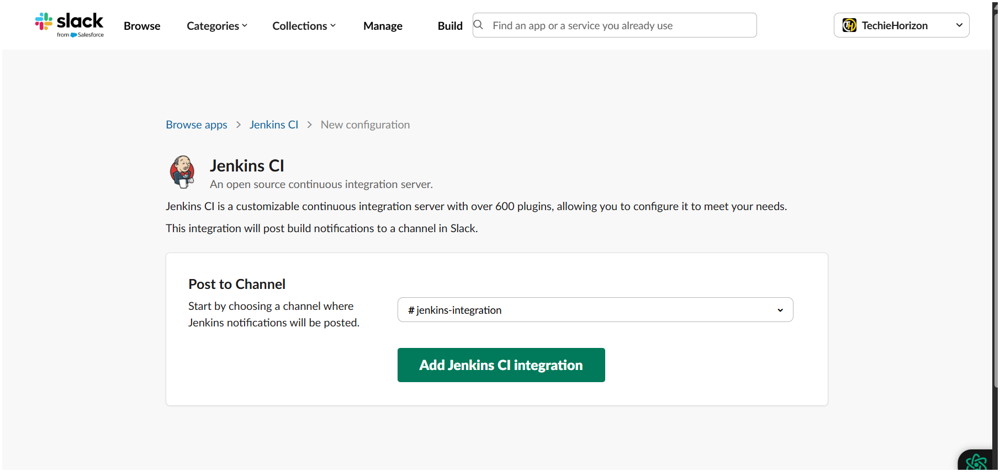 slack
from Salesforce
Browse
Categories
Collections
Manage
Build
Find an app or a service you already use
TH
TechieHorizon
Browse apps > Jenkins CI > New configuration
Jenkins CI
An open source continuous integration server.
Jenkins CI is a customizable continuous integration server with over 600 plugins, allowing you to configure it to meet your needs.
This integration will post build notifications to a channel in Slack.
Post to Channel
Start by choosing a channel where
Jenkins notifications will be posted.
# jenkins-integration
Add Jenkins CI integration